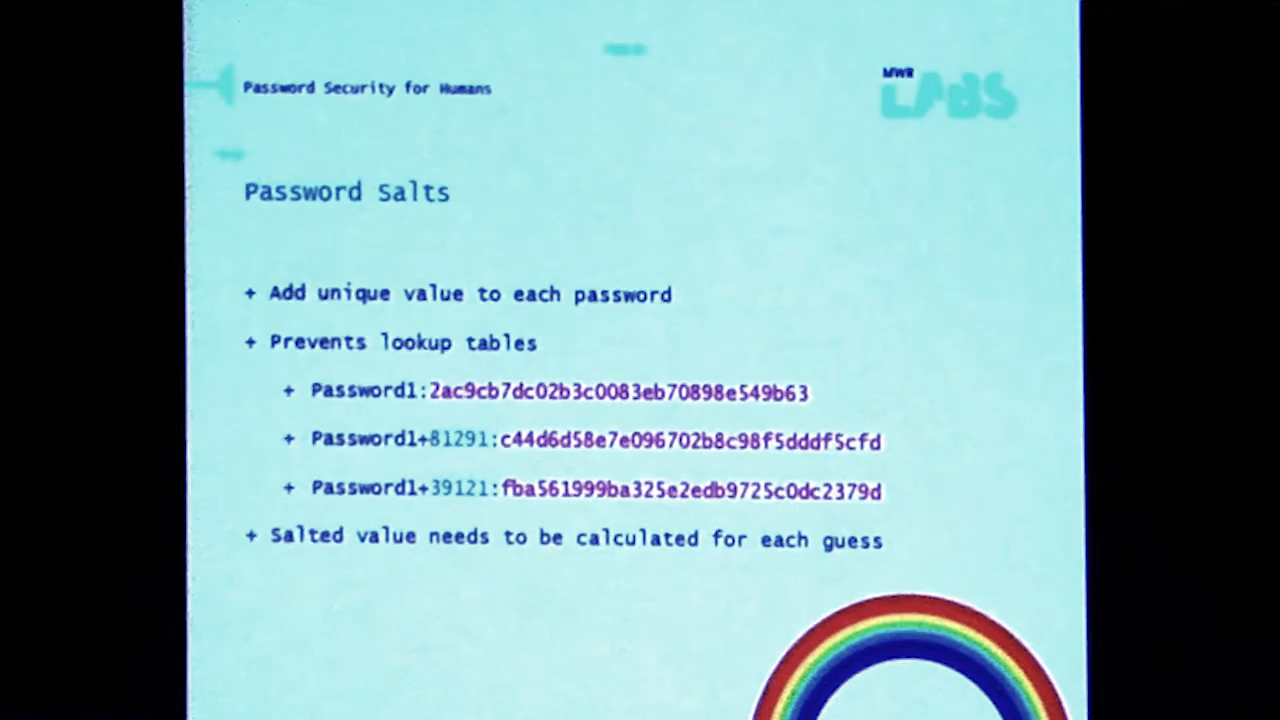 Password Security for Humans
MWR
LABS
Password Salts
+ Add unique value to each password
+ Prevents lookup tables
+ Password1:2ac9cb7dc02b3c0083eb70898e549b63
+ Password1+81291:c44d6d58e7e096702b8c98f5dddf5cfd
+ Password1+39121:fba561999ba325e2edb9725c0dc2379d
+ Salted value needs to be calculated for each guess